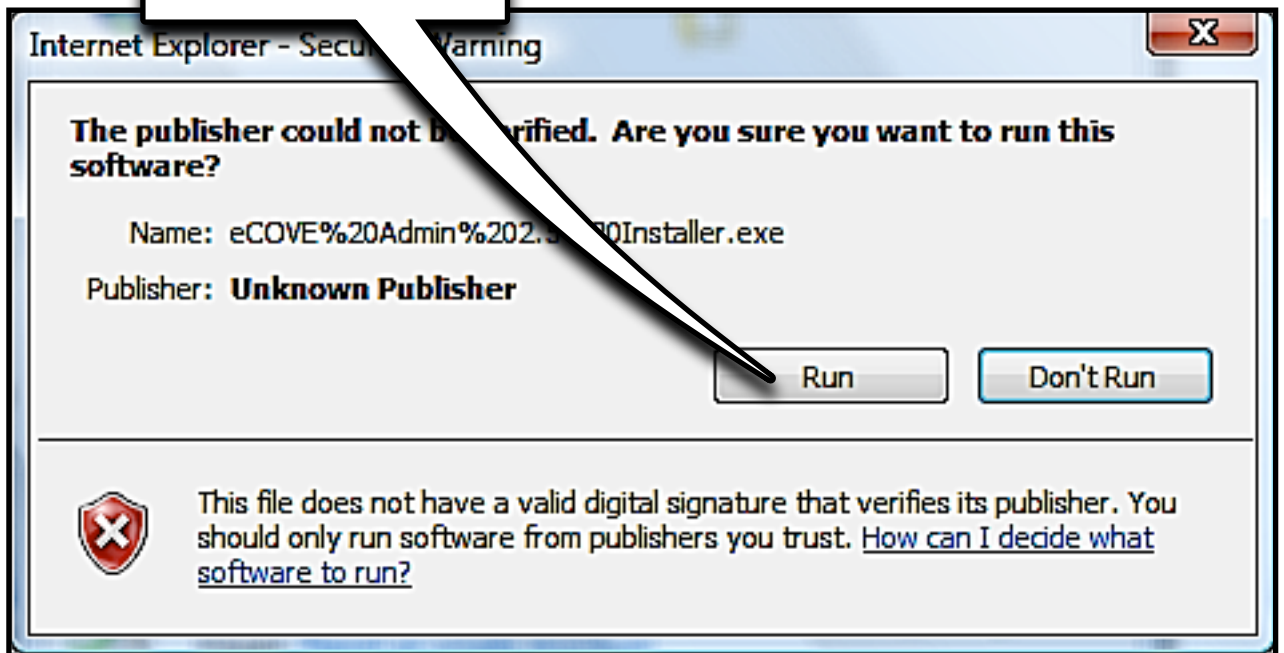 Internet Explorer - Secu Warning
The publisher could not b rified. Are you sure you want to run this
software?
Name: eCOVE%20Admin%202. 0Installer.exe
Publisher: Unknown Publisher
Run
Don't Run
This file does not have a valid digital signature that verifies its publisher. You
should only run software from publishers you trust. How can I decide what
software to run?